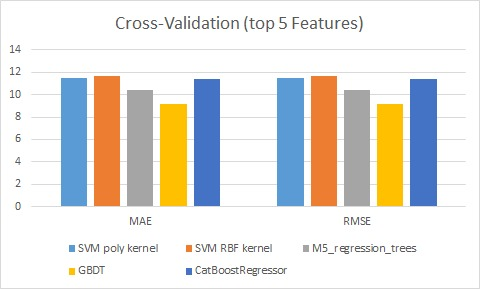 Cross-Validation (top 5 Features)
14
12
10
8
6
4
2
0
MAE RMSE
SVM poly kernel SVM RBF kernel M5_regression_trees
GBDT CatBoostRegressor